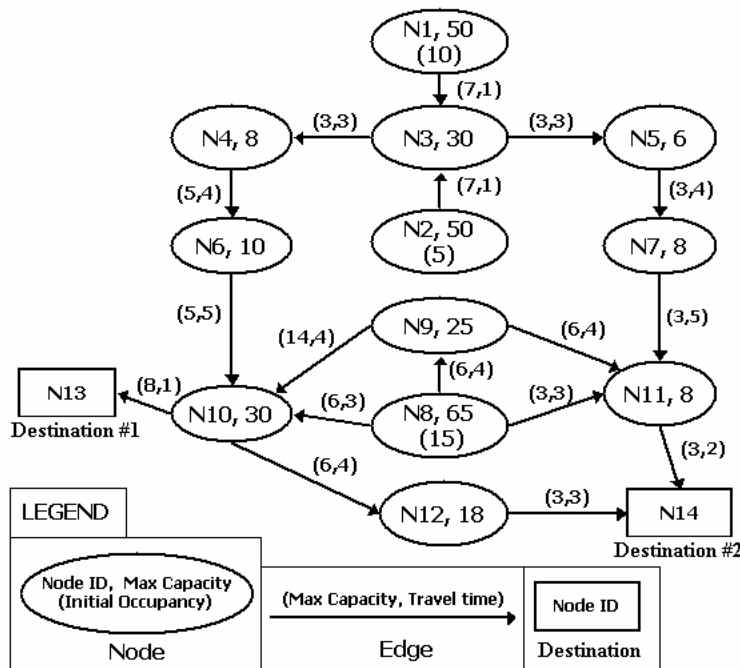 N1, 50
(10)
(7,1)
N4, 8
(3,3)
N3, 30
(3,3)
N5, 6
(5,4)
(7,1)
(3,4)
N6, 10
N2, 50
(5)
N7, 8
(5,5)
(14,4)
N9, 25
(6,4)
(3,5)
N13
(8,1)
(6,4)
Destination #1
N10, 30
(6,3)
N8, 65
(15)
(3,3)
N11, 8
(6,4)
(3,2)
N12, 18
(3,3)
N14
Destination #2
LEGEND
Node ID, Max Capacity
(Initial Occupancy)
Node
(Max Capacity, Travel time)
Edge
Node ID
Destination